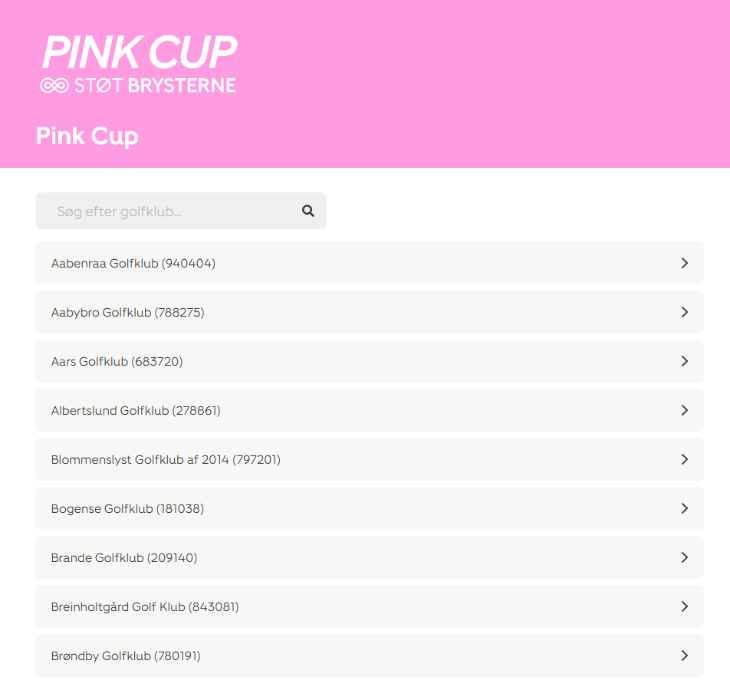 PINK CUP
STØT BRYSTERNE
Pink Cup
Søg efter golfklub...
Aabenraa Golfklub (940404)
Aabybro Golfklub (788275)
Aars Golfklub (683720)
Albertslund Golfklub (278861)
Blommenslyst Golfklub af 2014 (797201)
Bogense Golfklub (181038)
Brande Golfklub (209140)
Breinholtgård Golf Klub (843081)
Brøndby Golfklub (780191)